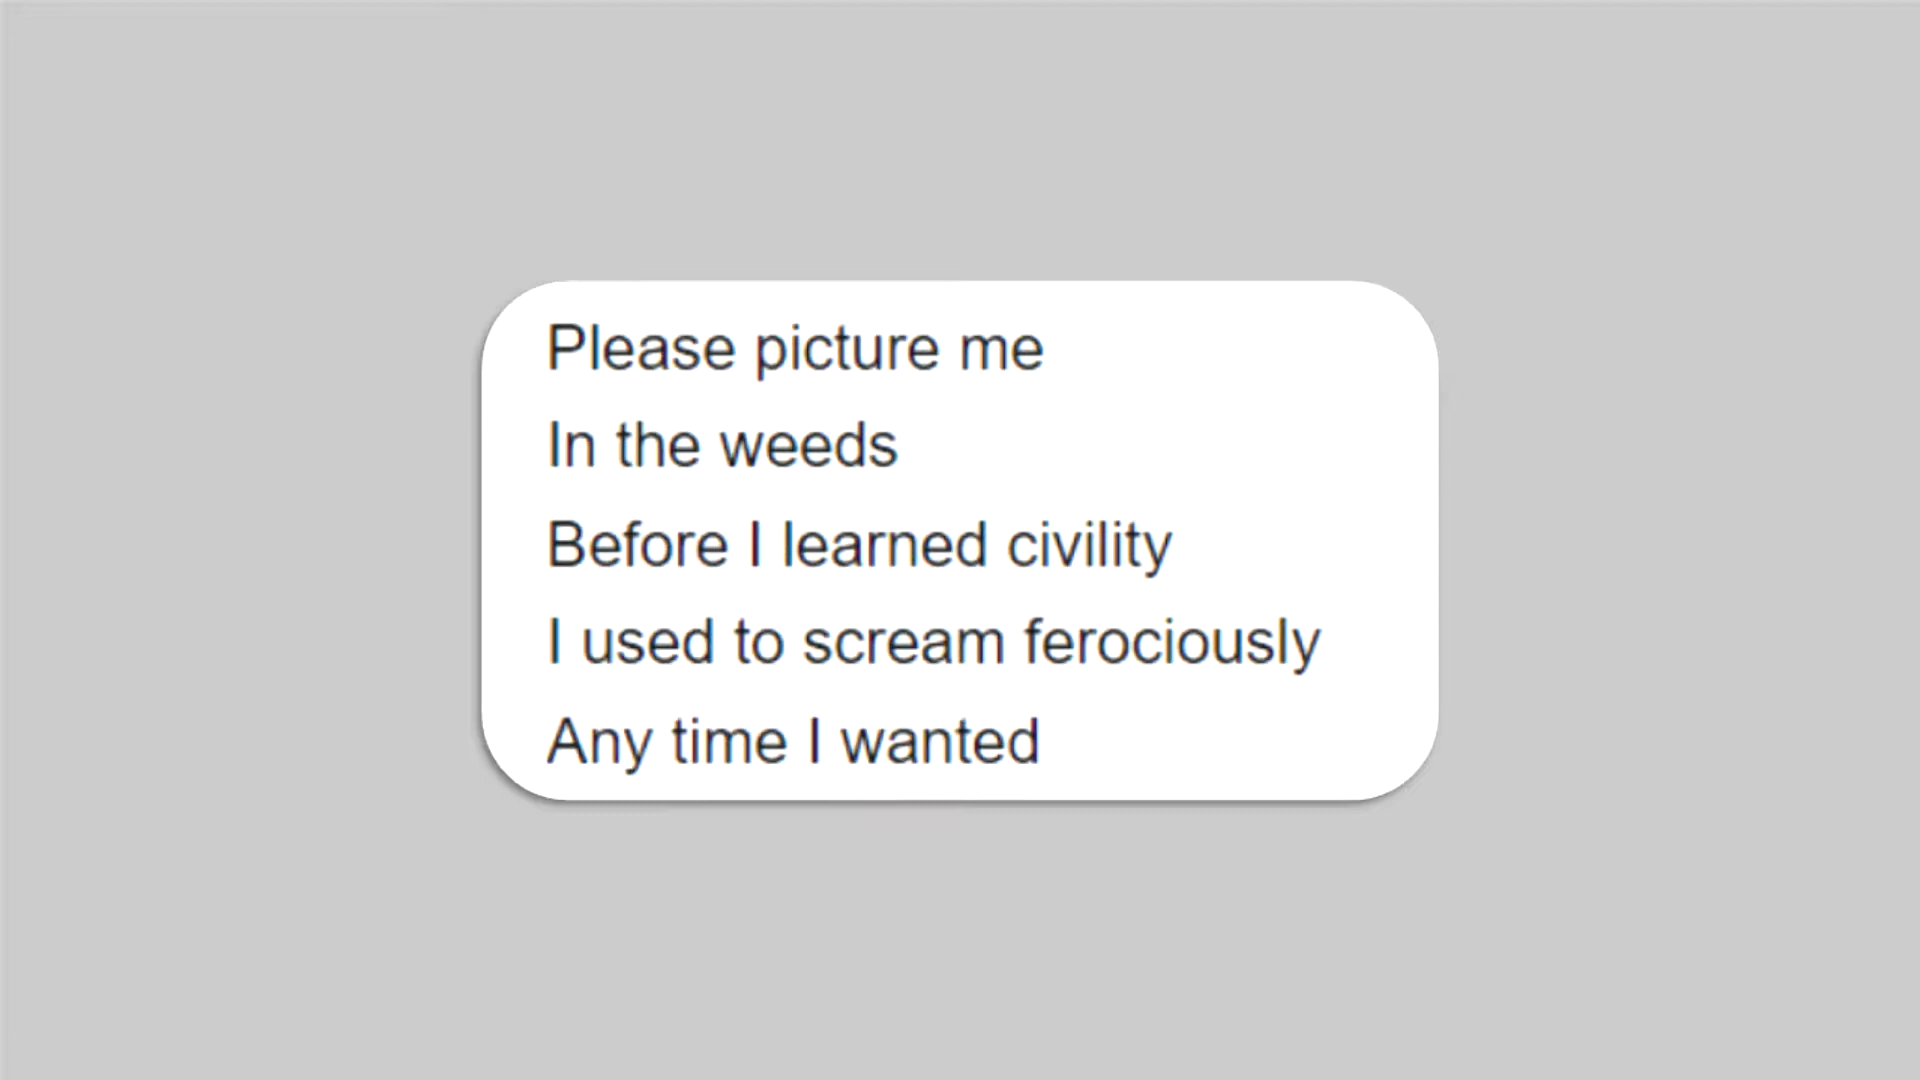 Please picture me
In the weeds
Before I learned civility
I used to scream ferociously
Any time I wanted